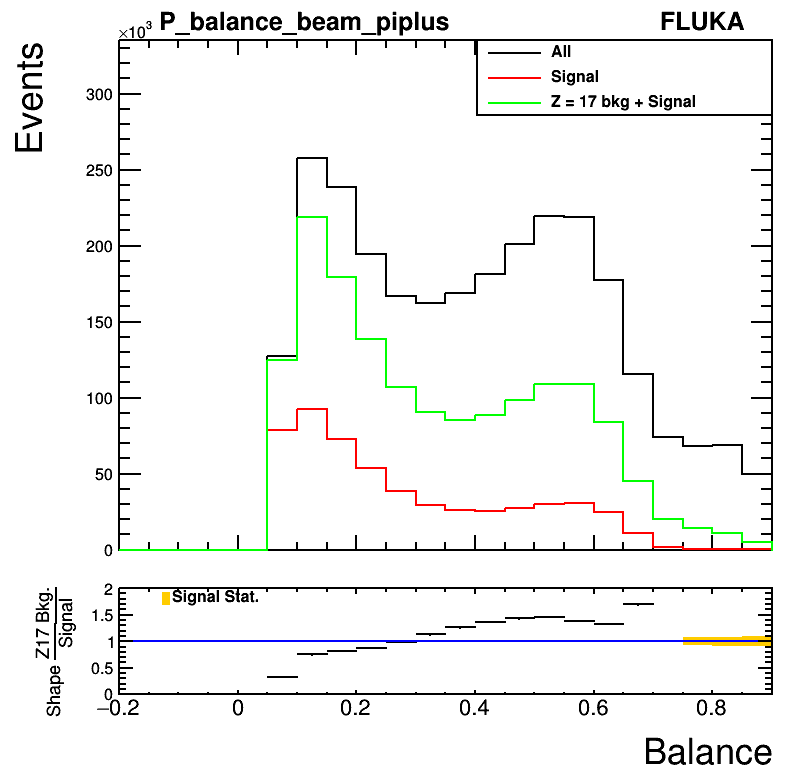 ×10³ P_balance_beam_piplus FLUKA
Events
All
Signal
Z = 17 bkg + Signal
300
250
200
150
100
50
0
Shape Z17 Bkg.
Signal
Signal Stat.
2
1.5
1
0.5
0
−0.2 0 0.2 0.4 0.6 0.8
Balance